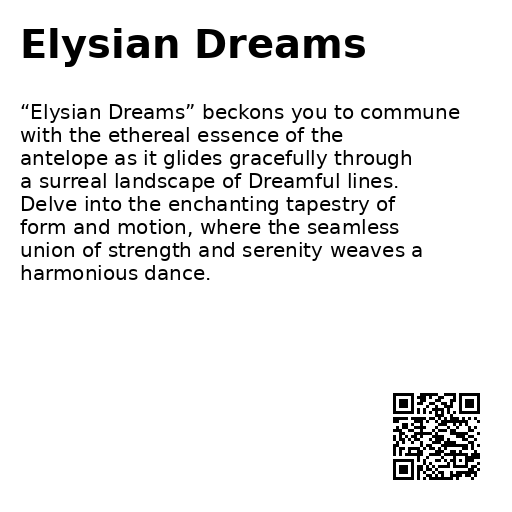 Elysian Dreams
“Elysian Dreams” beckons you to commune
with the ethereal essence of the
antelope as it glides gracefully through
a surreal landscape of Dreamful lines.
Delve into the enchanting tapestry of
form and motion, where the seamless
union of strength and serenity weaves a
harmonious dance.